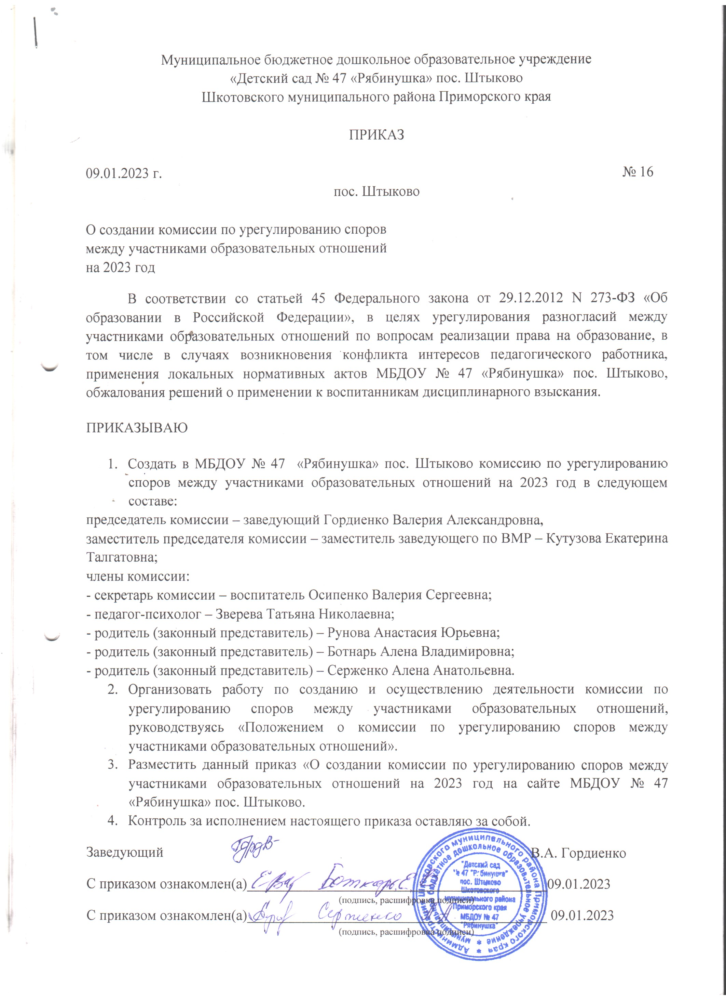 Муниципальное бюджетное дошкольное образовательное учреждение
«Детский сад № 47 «Рябинушка» пос. Штыково
Шкотовского муниципального района Приморского края
ПРИКАЗ
09.01.2023 г. № 16
пос. Штыково
О создании комиссии по урегулированию споров
между участниками образовательных отношений
на 2023 год
В соответствии со статьей 45 Федерального закона от 29.12.2012 N 273-ФЗ «Об
образовании в Российской Федерации», в целях урегулирования разногласий между
участниками образовательных отношений по вопросам реализации права на образование, в
том числе в случаях возникновения конфликта интересов педагогического работника,
применения локальных нормативных актов МБДОУ № 47 «Рябинушка» пос. Штыково,
обжалования решений о применении к воспитанникам дисциплинарного взыскания.
ПРИКАЗЫВАЮ
1. Создать в МБДОУ № 47 «Рябинушка» пос. Штыково комиссию по урегулированию
споров между участниками образовательных отношений на 2023 год в следующем
составе:
председатель комиссии – заведующий Гордиенко Валерия Александровна,
заместитель председателя комиссии – заместитель заведующего по ВМР – Кутузова Екатерина
Талгатовна;
члены комиссии:
- секретарь комиссии – воспитатель Осипенко Валерия Сергеевна;
- педагог-психолог – Зверева Татьяна Николаевна;
- родитель (законный представитель) – Рунова Анастасия Юрьевна;
- родитель (законный представитель) – Ботнарь Алена Владимировна;
- родитель (законный представитель) – Серженко Алена Анатольевна.
2. Организовать работу по созданию и осуществлению деятельности комиссии по
урегулированию споров между участниками образовательных отношений,
руководствуясь «Положением о комиссии по урегулированию споров между
участниками образовательных отношений».
3. Разместить данный приказ «О создании комиссии по урегулированию споров между
участниками образовательных отношений на 2023 год на сайте МБДОУ № 47
«Рябинушка» пос. Штыково.
4. Контроль за исполнением настоящего приказа оставляю за собой.
Заведующий В.А. Гордиенко
С приказом ознакомлен(а) 09.01.2023
(подпись, расшифровка подписи)
С приказом ознакомлен(а) Серженко А.А 09.01.2023
(подпись, расшифровка подписи)
Шкотовского муниципального района Приморского края
бюджетное дошкольное образовательное учреждение
"Детский сад
№ 47 "Рябинушка"
пос. Штыково
Шкотовского
муниципального района
Приморского края
МБДОУ № 47
"Рябинушка"